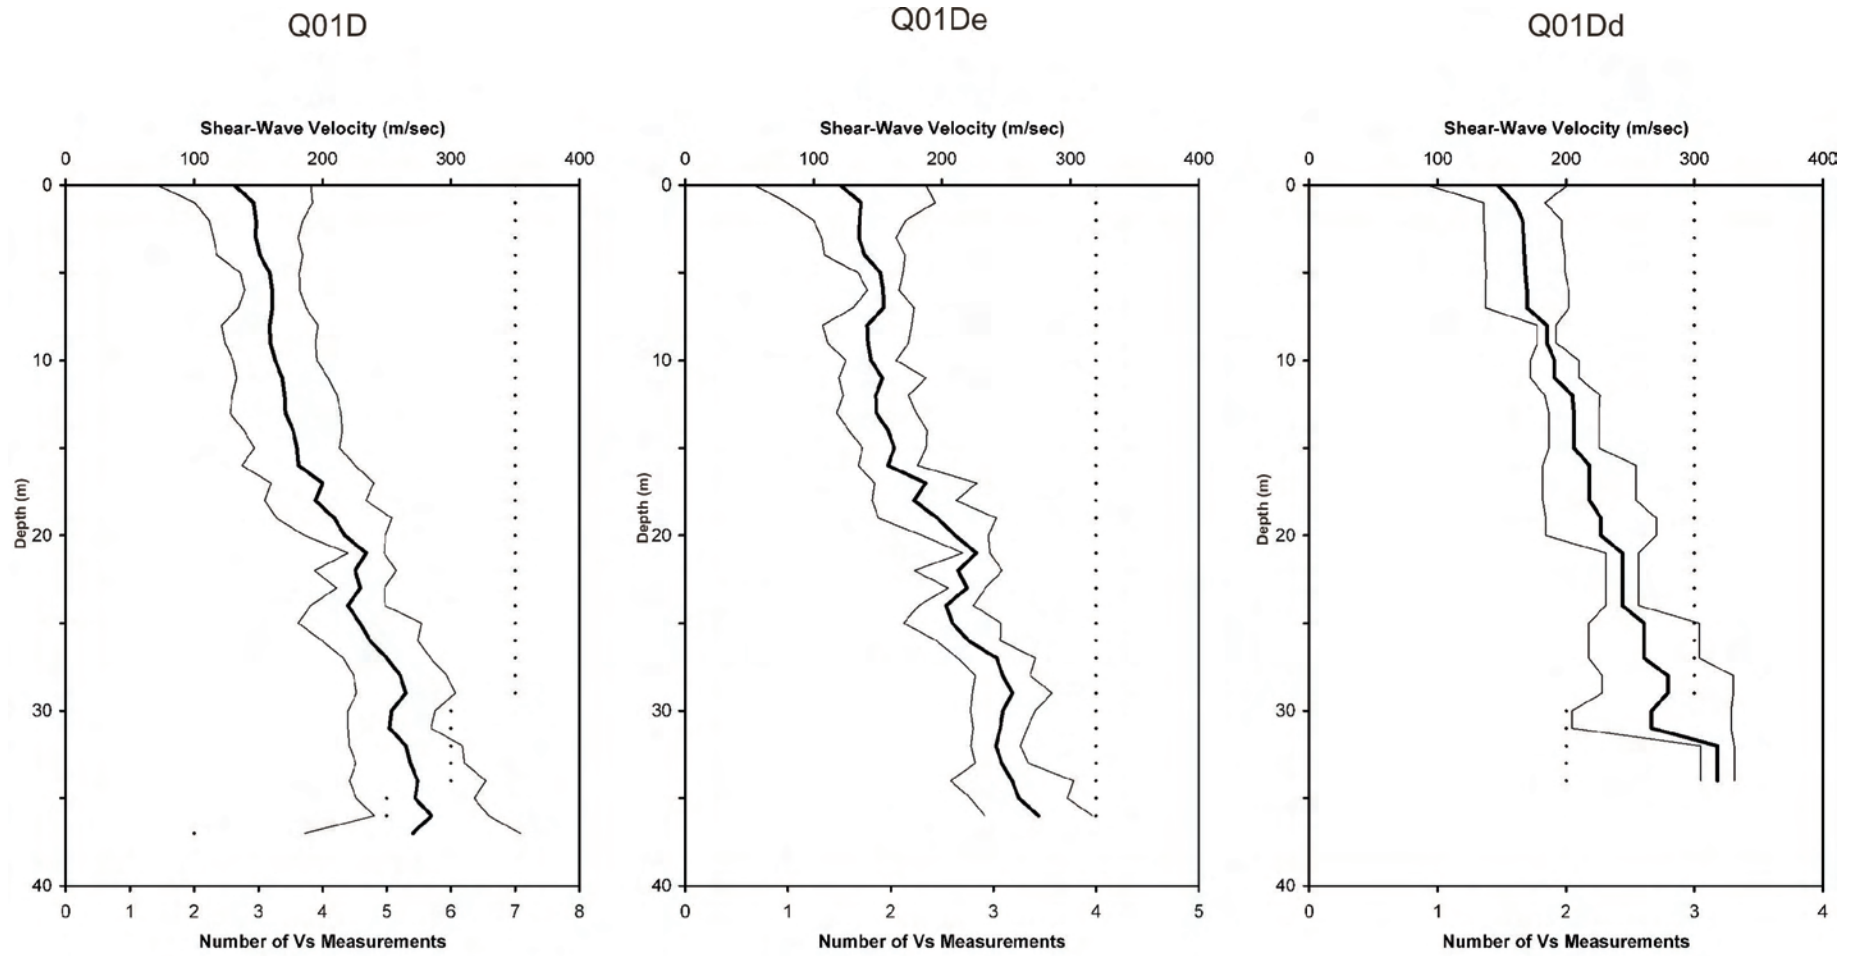 Q01D
Q01De
Q01Dd
Shear-Wave Velocity (m/sec)
0 100 200 300 400
0
10
20
30
40
Depth (m)
0 1 2 3 4 5 6 7 8
Number of Vs Measurements
Shear-Wave Velocity (m/sec)
0 100 200 300 400
0
10
20
30
40
Depth (m)
0 1 2 3 4 5
Number of Vs Measurements
Shear-Wave Velocity (m/sec)
0 100 200 300 400
0
10
20
30
40
Depth (m)
0 1 2 3 4
Number of Vs Measurements